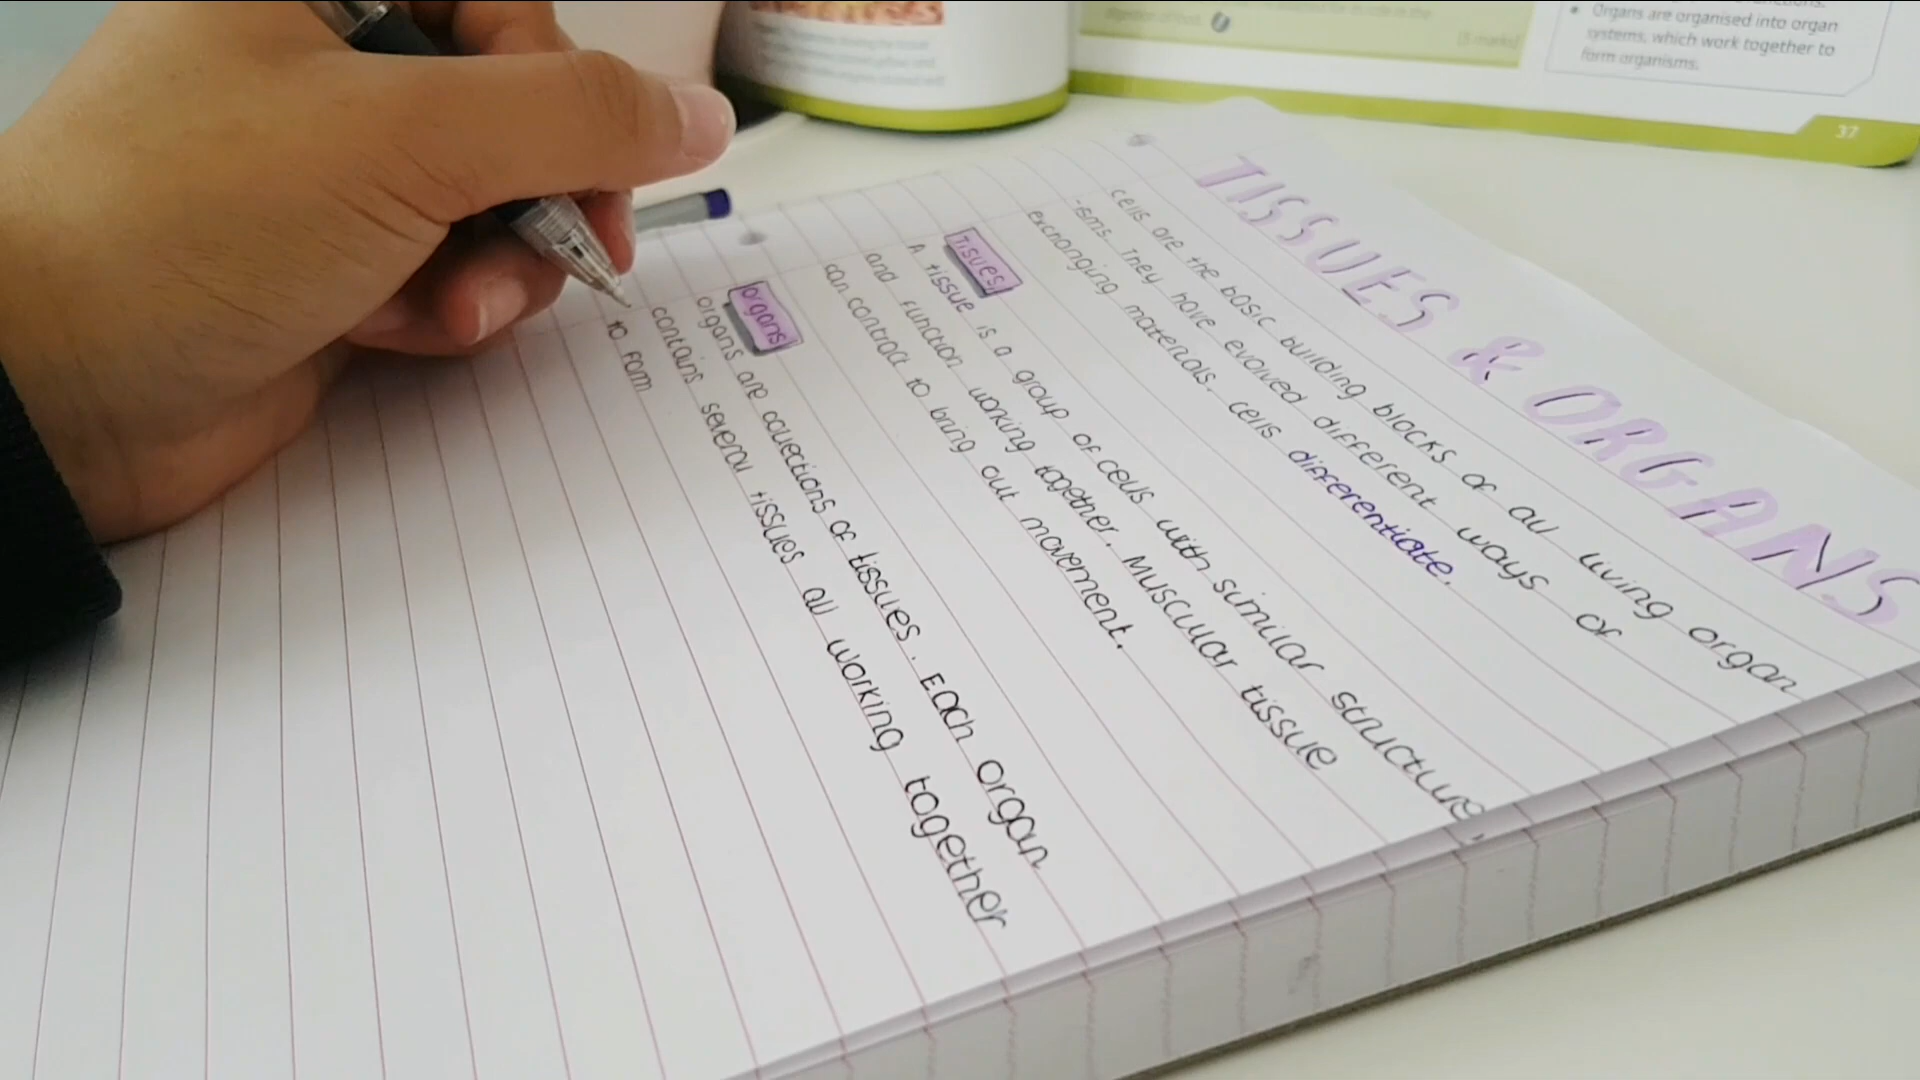 TISSUES & ORGANS
cells are the basic building blocks of all living organ
-isms. They have evolved different ways of
exchanging materials. cells differentiate.
Tissues
A tissue is a group of cells with similar structure
and function working together. Muscular tissue
can contract to bring out movement.
organs
organs are collections of tissues. Each organ
contains several tissues all working together
to form
Organs are organised into organ
systems, which work together to
form organisms.
37